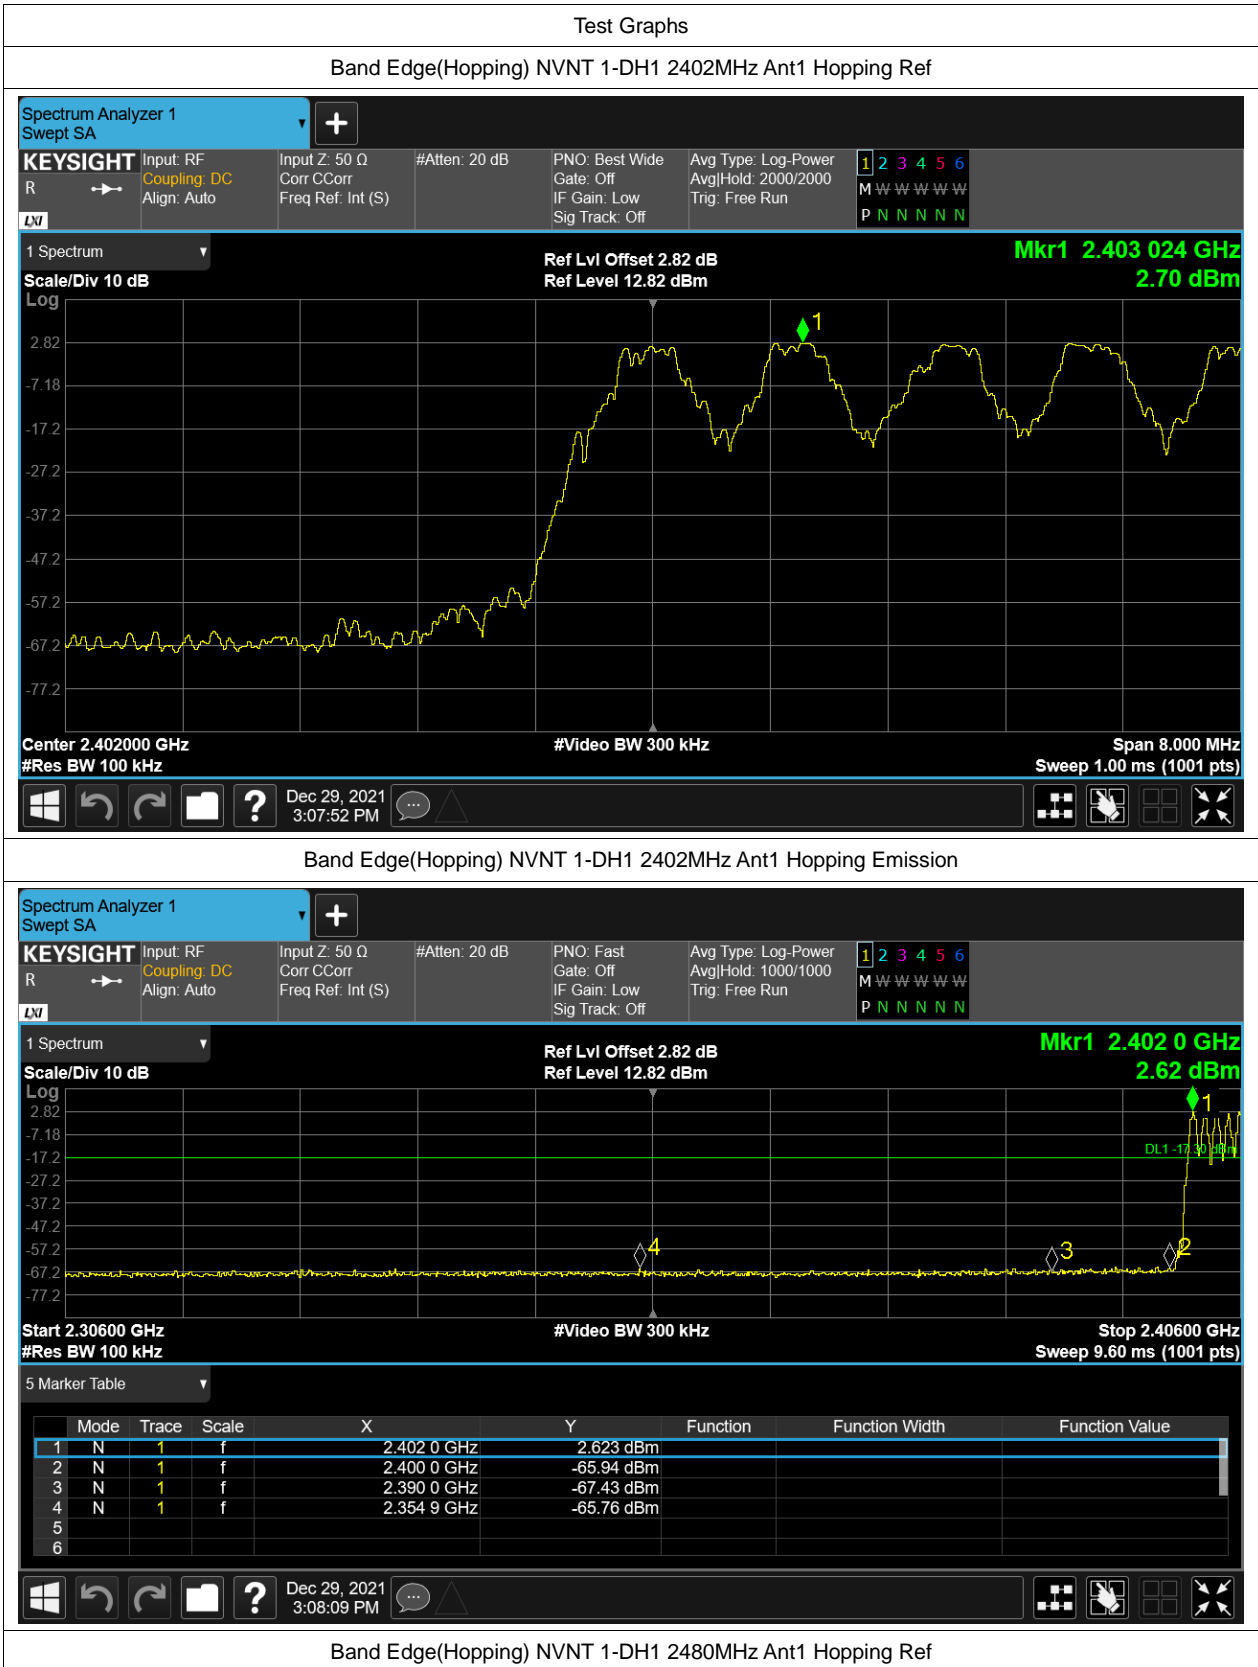 Test Graphs
Band Edge(Hopping) NVNT 1-DH1 2402MHz Ant1 Hopping Ref
Spectrum Analyzer 1
Swept SA
KEYSIGHT
R
LXI
Input: RF
Coupling: DC
Align: Auto
Input Z: 50 Ω
Corr CCorr
Freq Ref: Int (S)
#Atten: 20 dB
PNO: Best Wide
Gate: Off
IF Gain: Low
Sig Track: Off
Avg Type: Log-Power
Avg|Hold: 2000/2000
Trig: Free Run
1 2 3 4 5 6
M W W W W W
P N N N N N
1 Spectrum
Scale/Div 10 dB
Ref Lvl Offset 2.82 dB
Ref Level 12.82 dBm
Mkr1 2.403 024 GHz
2.70 dBm
Log
1
2.82
-7.18
-17.2
-27.2
-37.2
-47.2
-57.2
-67.2
-77.2
Center 2.402000 GHz
#Video BW 300 kHz
Span 8.000 MHz
#Res BW 100 kHz
Sweep 1.00 ms (1001 pts)
Dec 29, 2021
3:07:52 PM
Band Edge(Hopping) NVNT 1-DH1 2402MHz Ant1 Hopping Emission
Spectrum Analyzer 1
Swept SA
KEYSIGHT
R
LXI
Input: RF
Coupling: DC
Align: Auto
Input Z: 50 Ω
Corr CCorr
Freq Ref: Int (S)
#Atten: 20 dB
PNO: Fast
Gate: Off
IF Gain: Low
Sig Track: Off
Avg Type: Log-Power
Avg|Hold: 1000/1000
Trig: Free Run
1 2 3 4 5 6
M W W W W W
P N N N N N
1 Spectrum
Scale/Div 10 dB
Ref Lvl Offset 2.82 dB
Ref Level 12.82 dBm
Mkr1 2.402 0 GHz
2.62 dBm
Log
1
2.82
-7.18
DL1 -17.30 dBm
-17.2
-27.2
-37.2
-47.2
-57.2
4
3
2
-67.2
-77.2
Start 2.30600 GHz
#Video BW 300 kHz
Stop 2.40600 GHz
#Res BW 100 kHz
Sweep 9.60 ms (1001 pts)
5 Marker Table
Mode Trace Scale X Y Function Function Width Function Value
1 N 1 f 2.402 0 GHz 2.623 dBm
2 N 1 f 2.400 0 GHz -65.94 dBm
3 N 1 f 2.390 0 GHz -67.43 dBm
4 N 1 f 2.354 9 GHz -65.76 dBm
5
6
Dec 29, 2021
3:08:09 PM
Band Edge(Hopping) NVNT 1-DH1 2480MHz Ant1 Hopping Ref